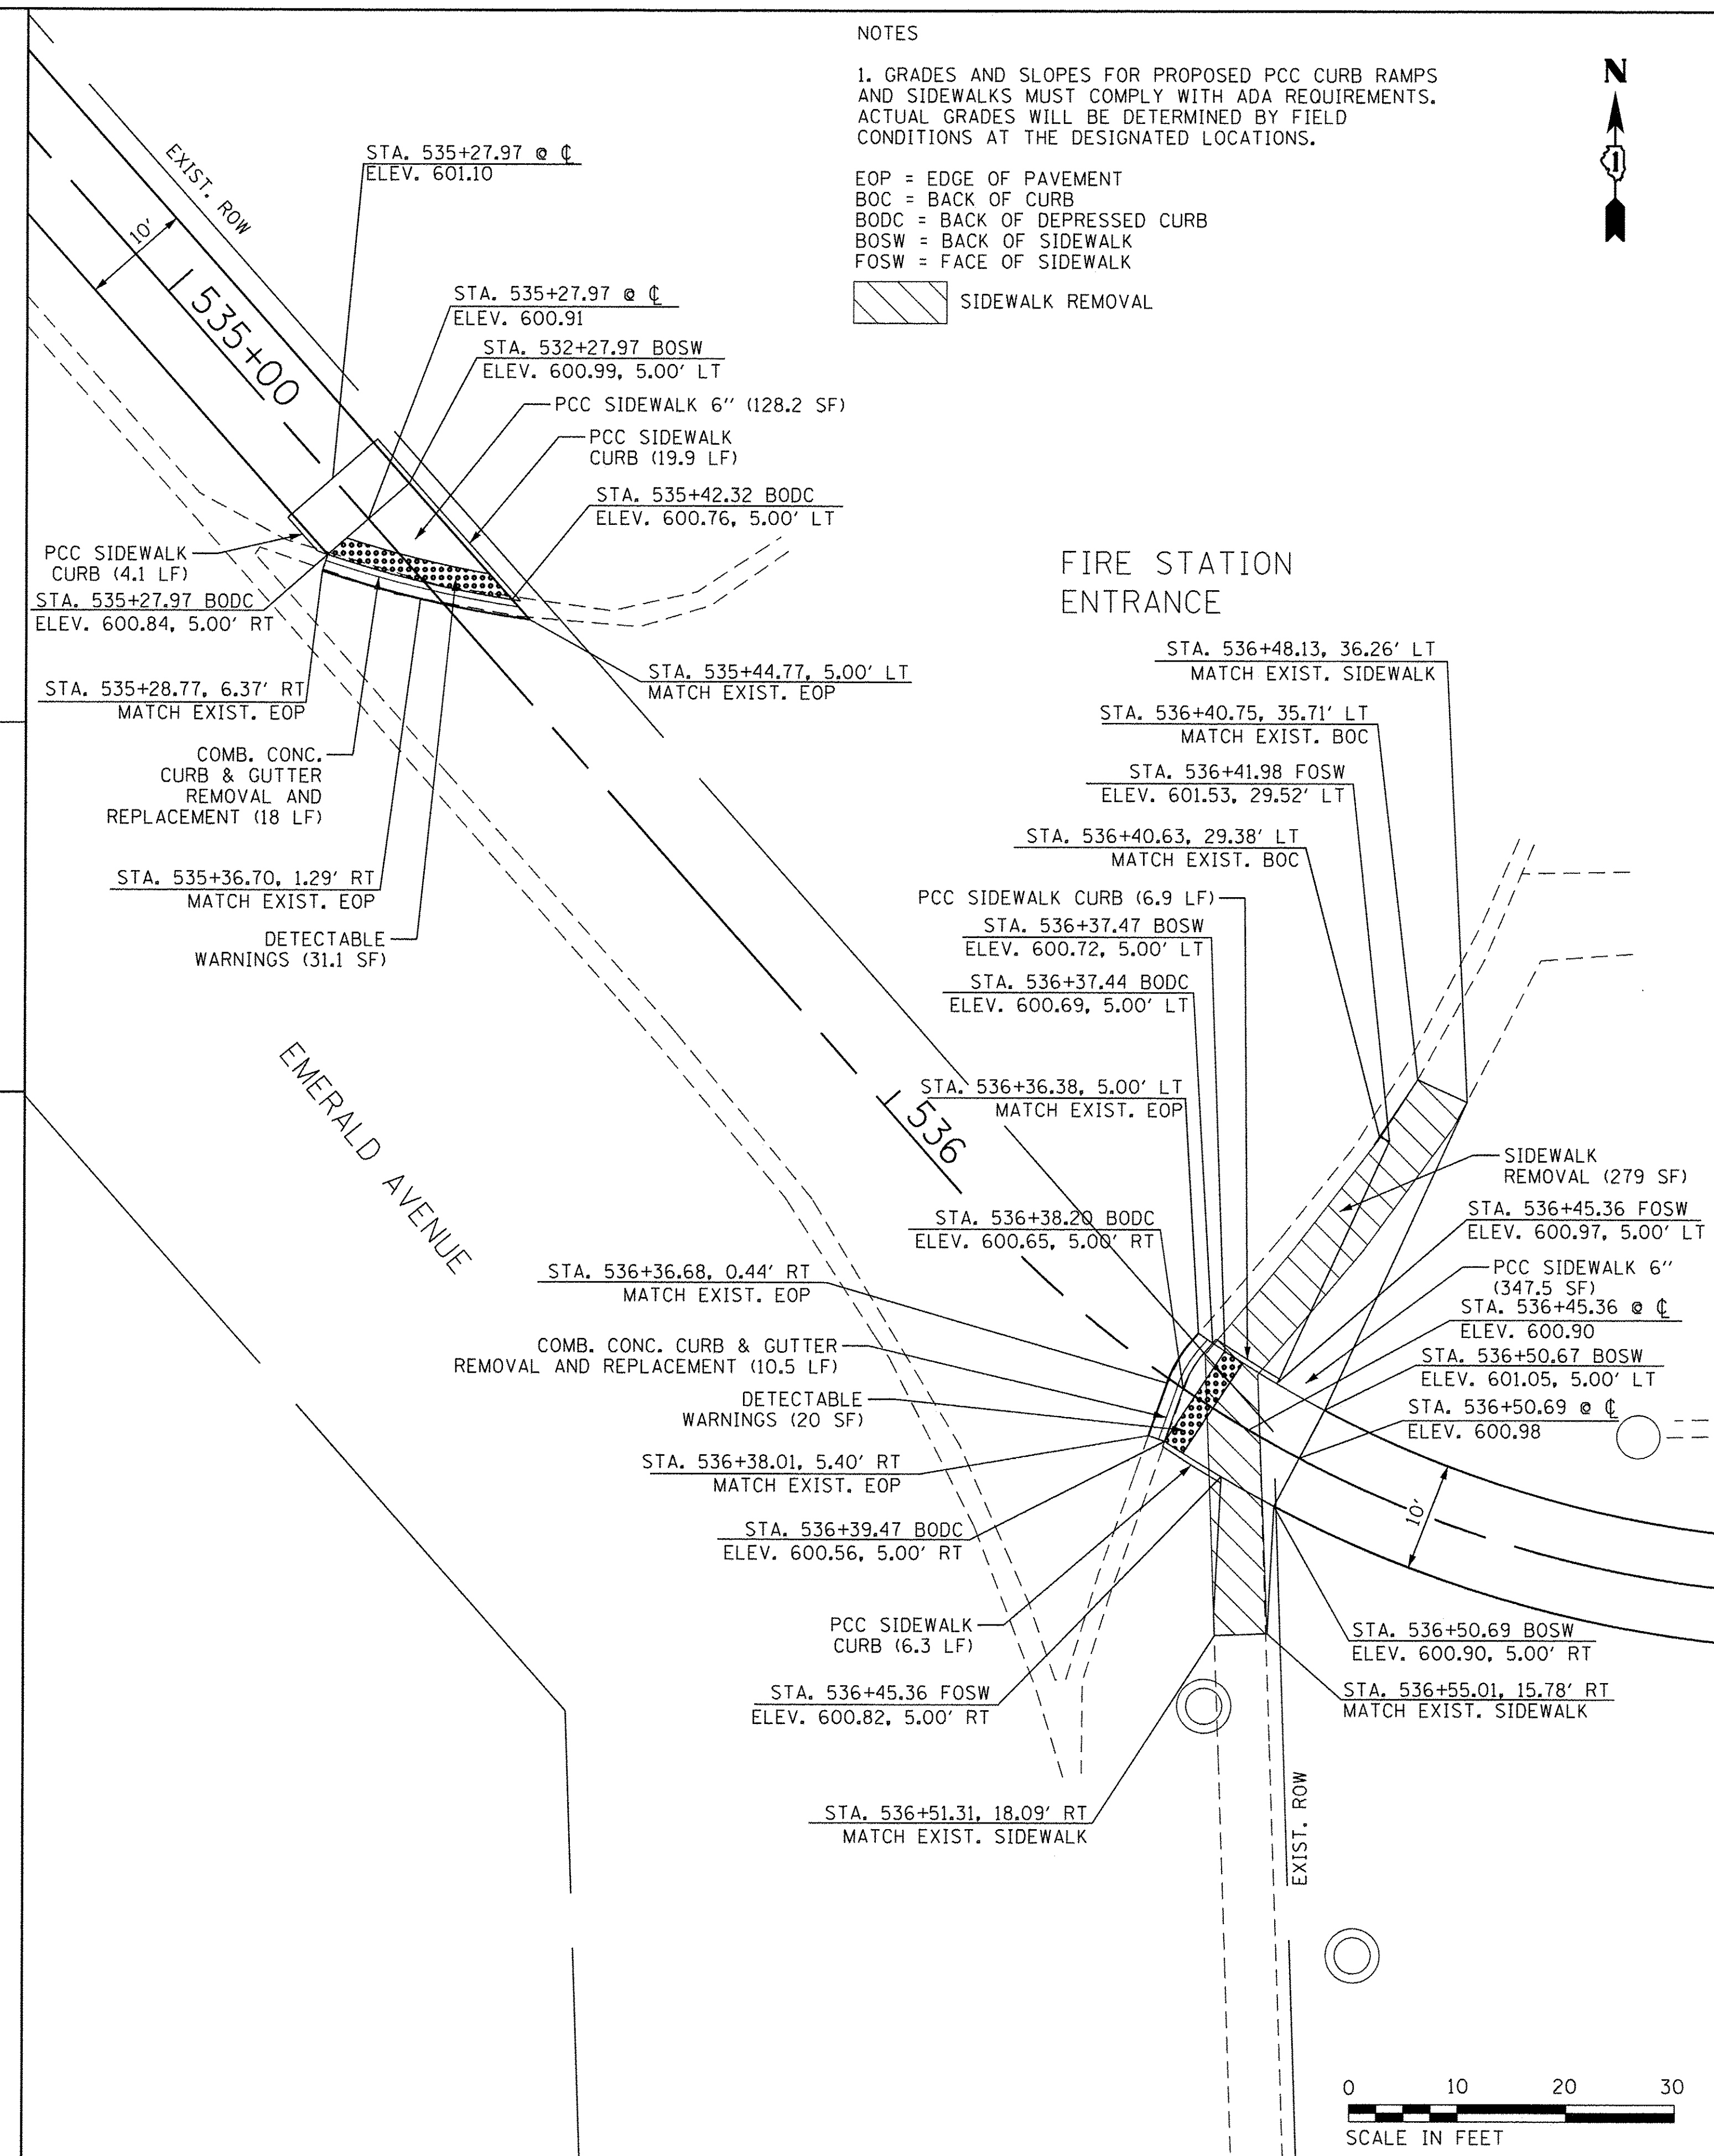 NOTES
1. GRADES AND SLOPES FOR PROPOSED PCC CURB RAMPS
AND SIDEWALKS MUST COMPLY WITH ADA REQUIREMENTS.
ACTUAL GRADES WILL BE DETERMINED BY FIELD
CONDITIONS AT THE DESIGNATED LOCATIONS.
EOP = EDGE OF PAVEMENT
BOC = BACK OF CURB
BODC = BACK OF DEPRESSED CURB
BOSW = BACK OF SIDEWALK
FOSW = FACE OF SIDEWALK
SIDEWALK REMOVAL
N
1
EXIST. ROW
10'
535+00
STA. 535+27.97 @ ℄
ELEV. 601.10
STA. 535+27.97 @ ℄
ELEV. 600.91
STA. 532+27.97 BOSW
ELEV. 600.99, 5.00' LT
PCC SIDEWALK 6'' (128.2 SF)
PCC SIDEWALK
CURB (19.9 LF)
STA. 535+42.32 BODC
ELEV. 600.76, 5.00' LT
PCC SIDEWALK
CURB (4.1 LF)
STA. 535+27.97 BODC
ELEV. 600.84, 5.00' RT
STA. 535+28.77, 6.37' RT
MATCH EXIST. EOP
STA. 535+44.77, 5.00' LT
MATCH EXIST. EOP
COMB. CONC.
CURB & GUTTER
REMOVAL AND
REPLACEMENT (18 LF)
STA. 535+36.70, 1.29' RT
MATCH EXIST. EOP
DETECTABLE
WARNINGS (31.1 SF)
EMERALD AVENUE
FIRE STATION
ENTRANCE
STA. 536+48.13, 36.26' LT
MATCH EXIST. SIDEWALK
STA. 536+40.75, 35.71' LT
MATCH EXIST. BOC
STA. 536+41.98 FOSW
ELEV. 601.53, 29.52' LT
STA. 536+40.63, 29.38' LT
MATCH EXIST. BOC
PCC SIDEWALK CURB (6.9 LF)
STA. 536+37.47 BOSW
ELEV. 600.72, 5.00' LT
STA. 536+37.44 BODC
ELEV. 600.69, 5.00' LT
STA. 536+36.38, 5.00' LT
MATCH EXIST. EOP
536
STA. 536+38.20 BODC
ELEV. 600.65, 5.00' RT
STA. 536+36.68, 0.44' RT
MATCH EXIST. EOP
COMB. CONC. CURB & GUTTER
REMOVAL AND REPLACEMENT (10.5 LF)
DETECTABLE
WARNINGS (20 SF)
STA. 536+38.01, 5.40' RT
MATCH EXIST. EOP
STA. 536+39.47 BODC
ELEV. 600.56, 5.00' RT
PCC SIDEWALK
CURB (6.3 LF)
STA. 536+45.36 FOSW
ELEV. 600.82, 5.00' RT
STA. 536+51.31, 18.09' RT
MATCH EXIST. SIDEWALK
SIDEWALK
REMOVAL (279 SF)
STA. 536+45.36 FOSW
ELEV. 600.97, 5.00' LT
PCC SIDEWALK 6''
(347.5 SF)
STA. 536+45.36 @ ℄
ELEV. 600.90
STA. 536+50.67 BOSW
ELEV. 601.05, 5.00' LT
STA. 536+50.69 @ ℄
ELEV. 600.98
10'
STA. 536+50.69 BOSW
ELEV. 600.90, 5.00' RT
STA. 536+55.01, 15.78' RT
MATCH EXIST. SIDEWALK
EXIST. ROW
0 10 20 30
SCALE IN FEET